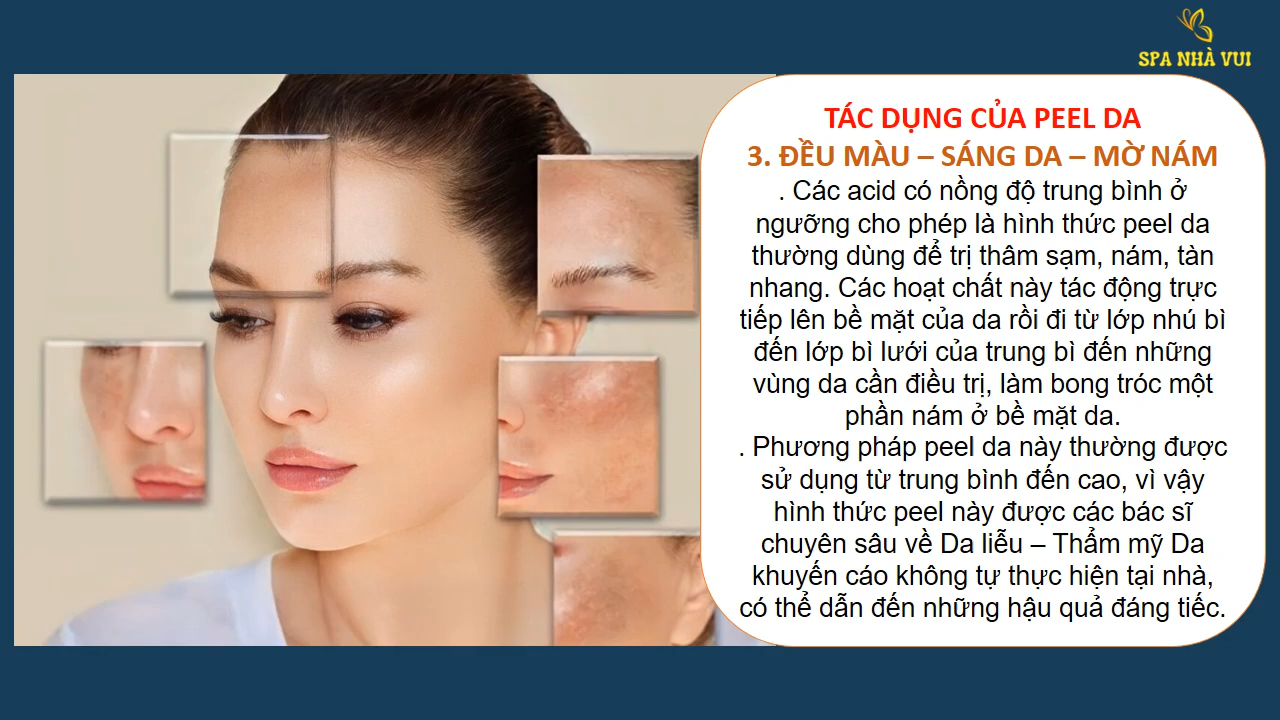 SPA NHÀ VUI
TÁC DỤNG CỦA PEEL DA
3. ĐỀU MÀU – SÁNG DA – MỜ NÁM
. Các acid có nồng độ trung bình ở
ngưỡng cho phép là hình thức peel da
thường dùng để trị thâm sạm, nám, tàn
nhang. Các hoạt chất này tác động trực
tiếp lên bề mặt của da rồi đi từ lớp nhú bì
đến lớp bì lưới của trung bì đến những
vùng da cần điều trị, làm bong tróc một
phần nám ở bề mặt da.
. Phương pháp peel da này thường được
sử dụng từ trung bình đến cao, vì vậy
hình thức peel này được các bác sĩ
chuyên sâu về Da liễu – Thẩm mỹ Da
khuyến cáo không tự thực hiện tại nhà,
có thể dẫn đến những hậu quả đáng tiếc.